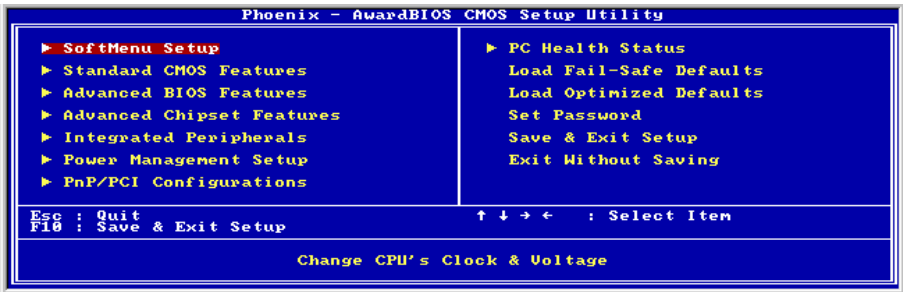 Phoenix - AwardBIOS CMOS Setup Utility
► SoftMenu Setup
► Standard CMOS Features
► Advanced BIOS Features
► Advanced Chipset Features
► Integrated Peripherals
► Power Management Setup
► PnP/PCI Configurations
► PC Health Status
Load Fail-Safe Defaults
Load Optimized Defaults
Set Password
Save & Exit Setup
Exit Without Saving
Esc : Quit
F10 : Save & Exit Setup
↑ ↓ → ← : Select Item
Change CPU's Clock & Voltage